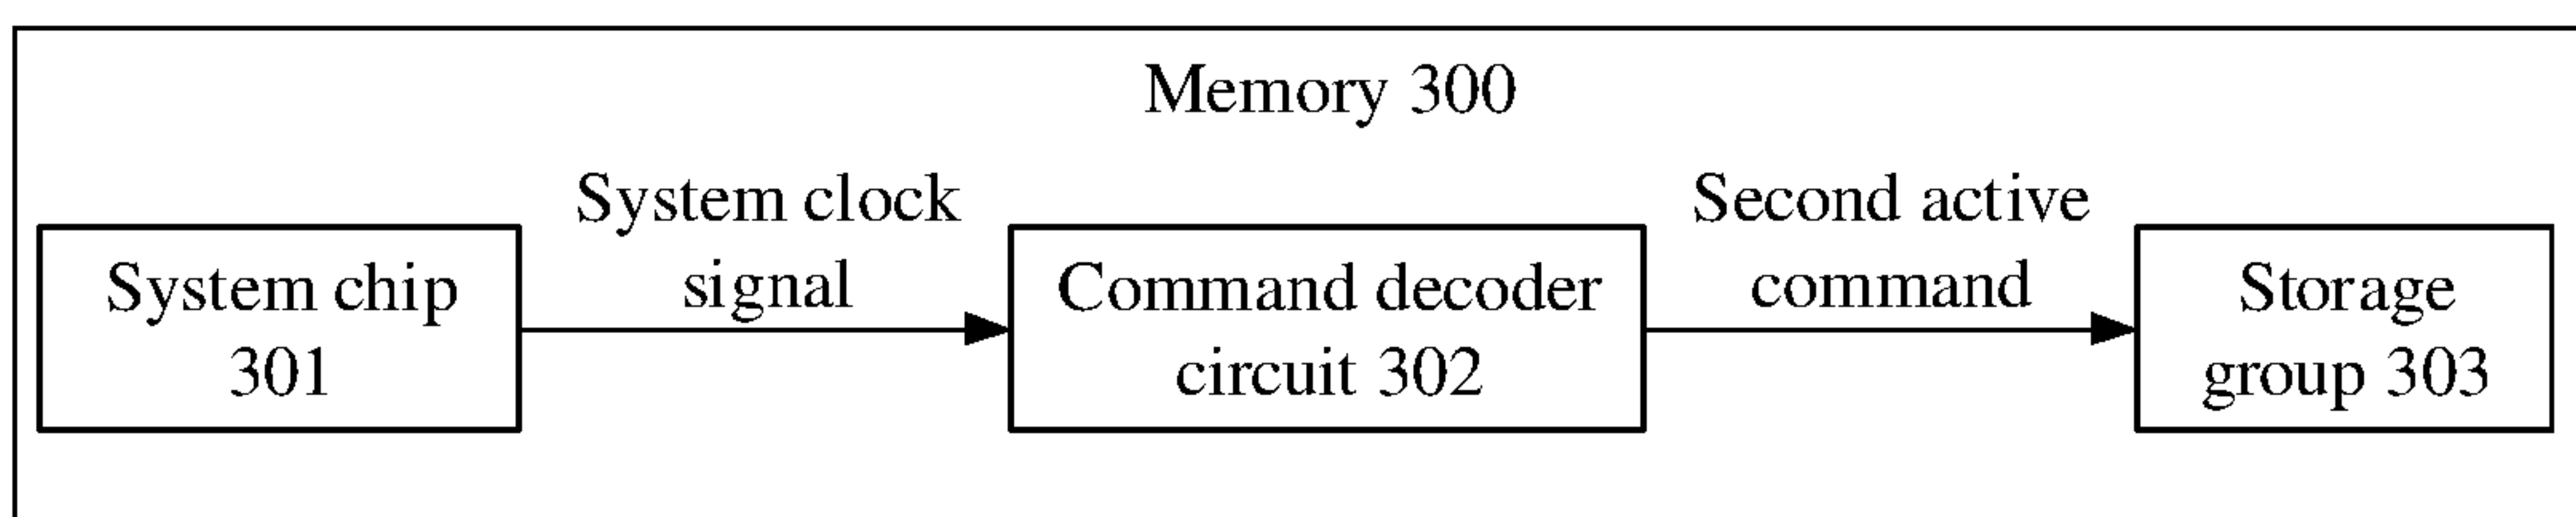 Memory 300
System chip
301
System clock
signal
Command decoder
circuit 302
Second active
command
Storage
group 303